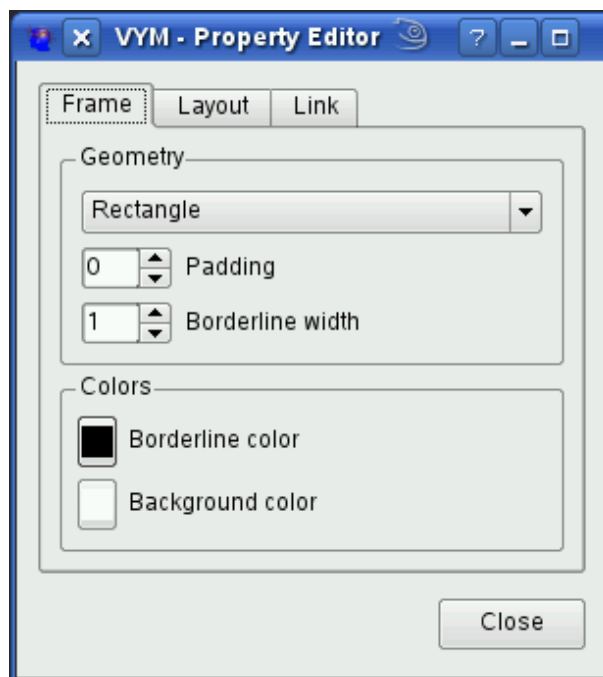 VYM - Property Editor
Frame Layout Link
Geometry
Rectangle
0 Padding
1 Borderline width
Colors
Borderline color
Background color
Close